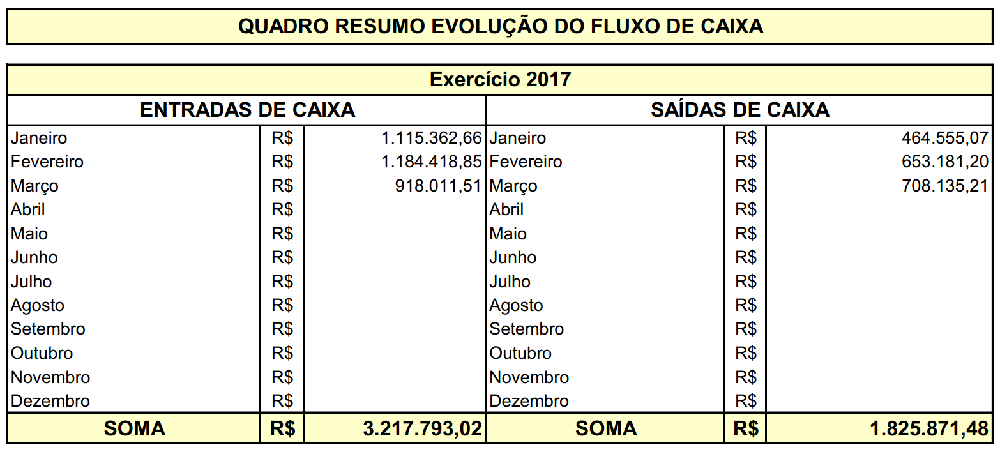 QUADRO RESUMO EVOLUÇÃO DO FLUXO DE CAIXA
Exercício 2017
ENTRADAS DE CAIXA SAÍDAS DE CAIXA
Janeiro R$ 1.115.362,66 Janeiro R$ 464.555,07
Fevereiro R$ 1.184.418,85 Fevereiro R$ 653.181,20
Março R$ 918.011,51 Março R$ 708.135,21
Abril R$ Abril R$
Maio R$ Maio R$
Junho R$ Junho R$
Julho R$ Julho R$
Agosto R$ Agosto R$
Setembro R$ Setembro R$
Outubro R$ Outubro R$
Novembro R$ Novembro R$
Dezembro R$ Dezembro R$
SOMA R$ 3.217.793,02 SOMA R$ 1.825.871,48